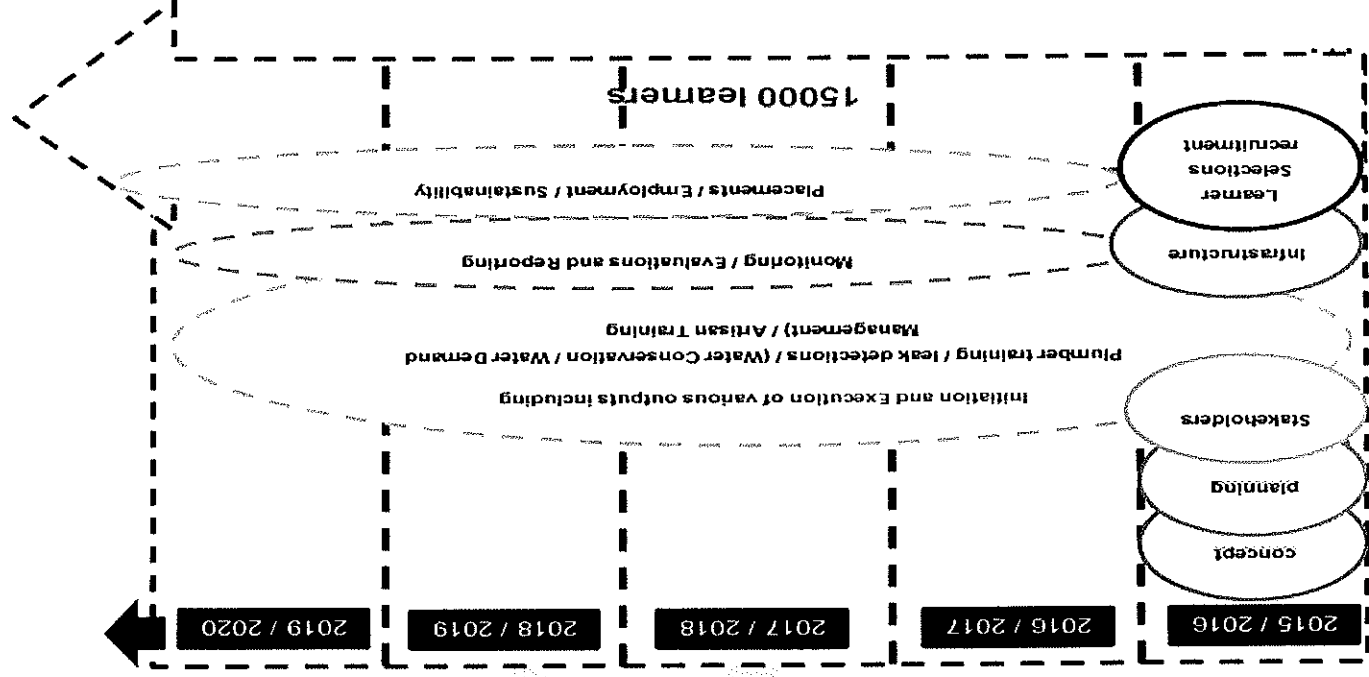 2015 / 2016
2016 / 2017
2017 / 2018
2018 / 2019
2019 / 2020
concept
planning
Stakeholders
Initiation and Execution of various outputs including
Plumber training / leak detections / (Water Conservation / Water Demand
Management) / Artisan Training
Infrastructure
Monitoring / Evaluations and Reporting
Learner
Selections
recruitment
Placements / Employment / Sustainability
15000 learners